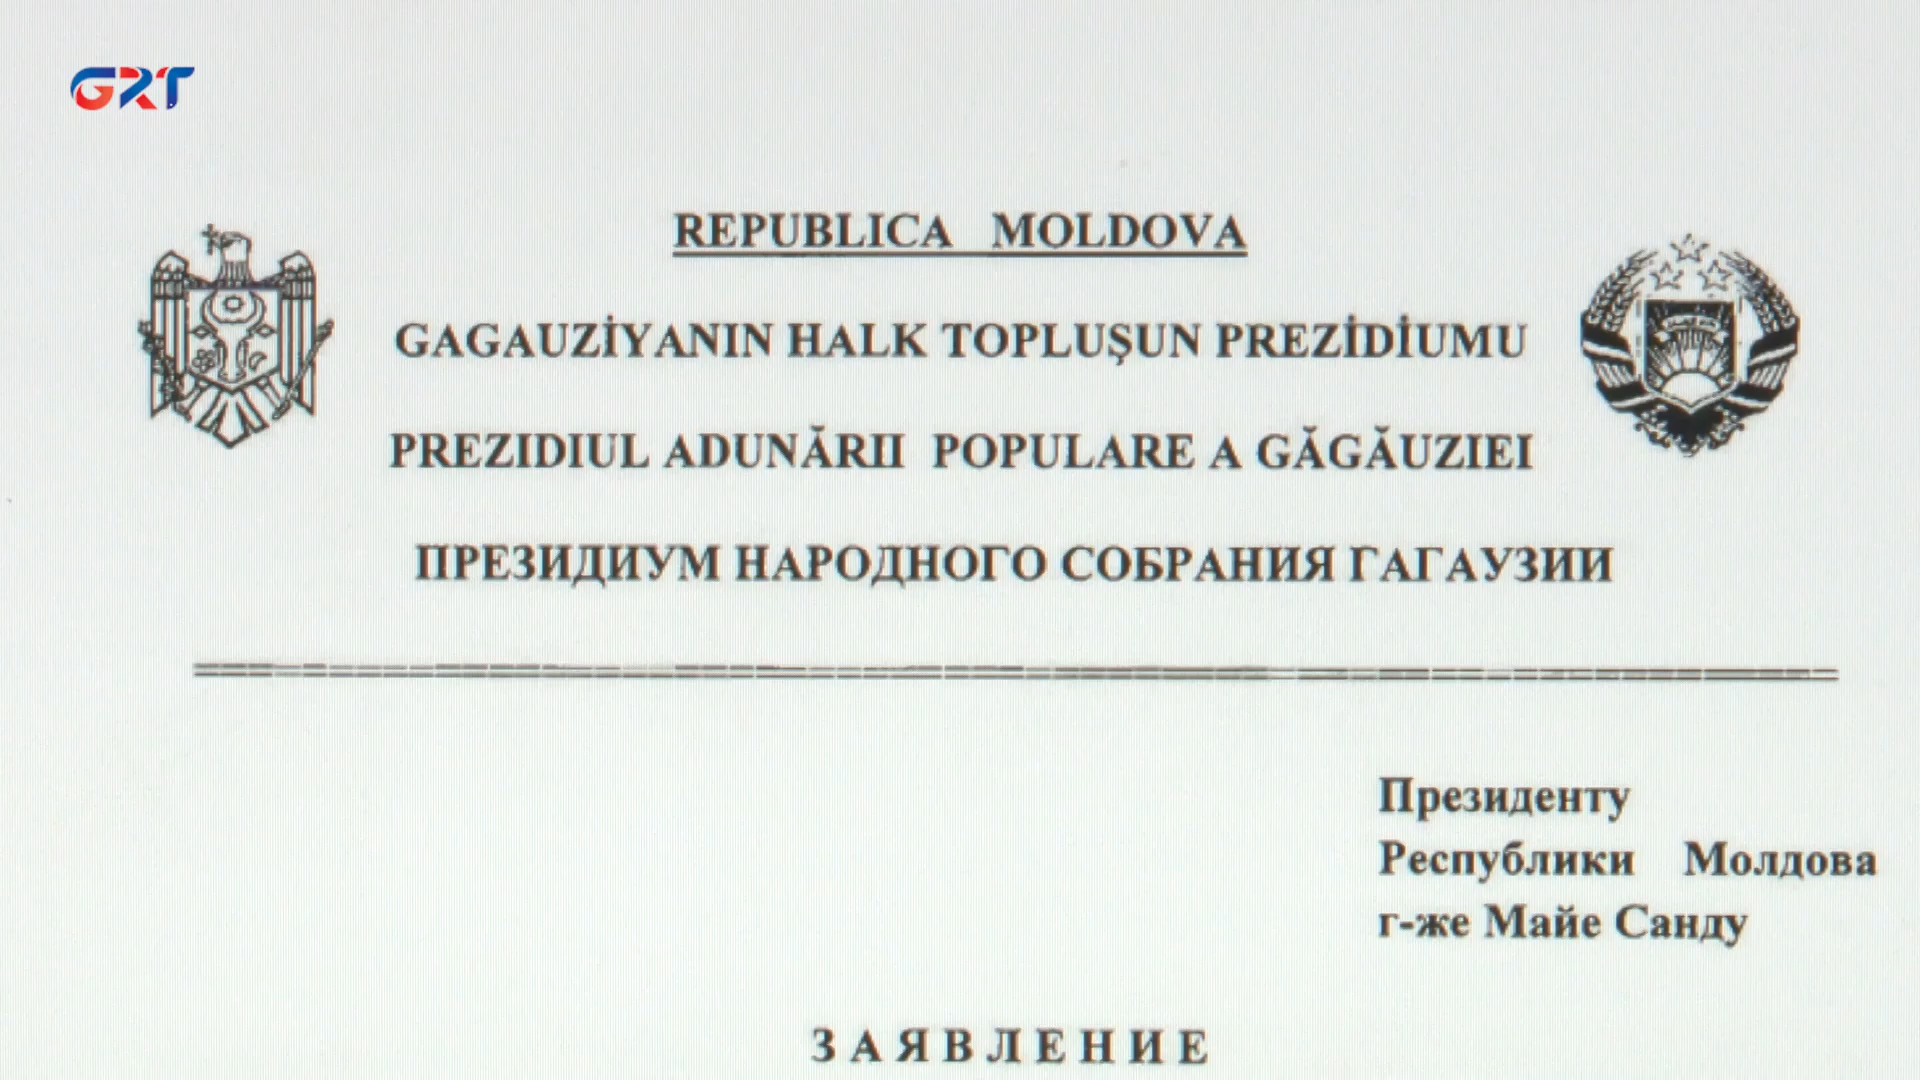 GRT
REPUBLICA MOLDOVA
GAGAUZİYANIN HALK TOPLUŞUN PREZİDİUMU
PREZIDIUL ADUNĂRII POPULARE A GĂGĂUZIEI
ПРЕЗИДИУМ НАРОДНОГО СОБРАНИЯ ГАГАУЗИИ
Президенту
Республики Молдова
г-же Майе Санду
ЗАЯВЛЕНИЕ